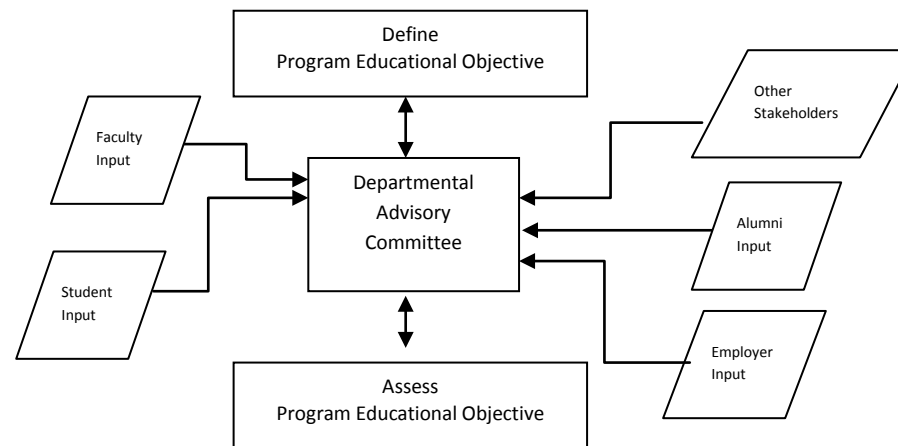 Define
Program Educational Objective
Faculty
Input
Other
Stakeholders
Departmental
Advisory
Committee
Alumni
Input
Student
Input
Employer
Input
Assess
Program Educational Objective